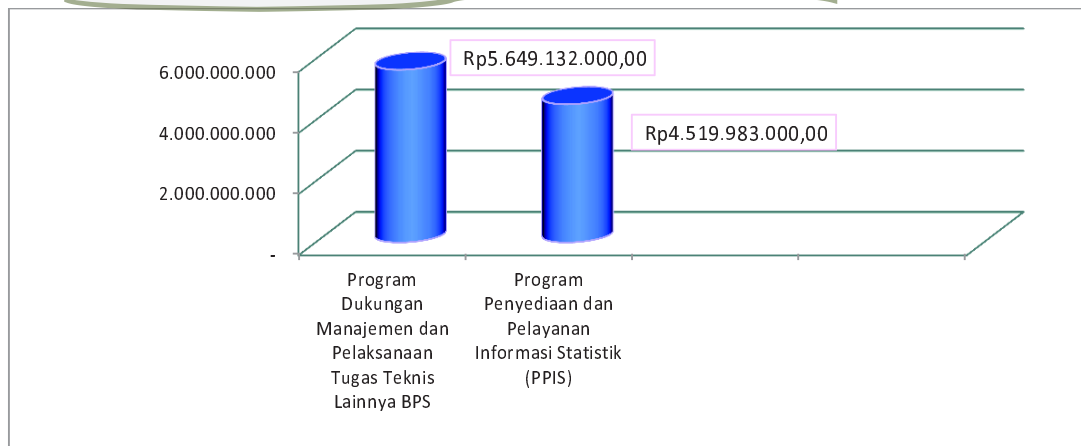 Rp5.649.132.000,00
6.000.000.000
4.000.000.000
Rp4.519.983.000,00
2.000.000.000
-
Program
Dukungan
Manajemen dan
Pelaksanaan
Tugas Teknis
Lainnya BPS
Program
Penyediaan dan
Pelayanan
Informasi Statistik
(PPIS)